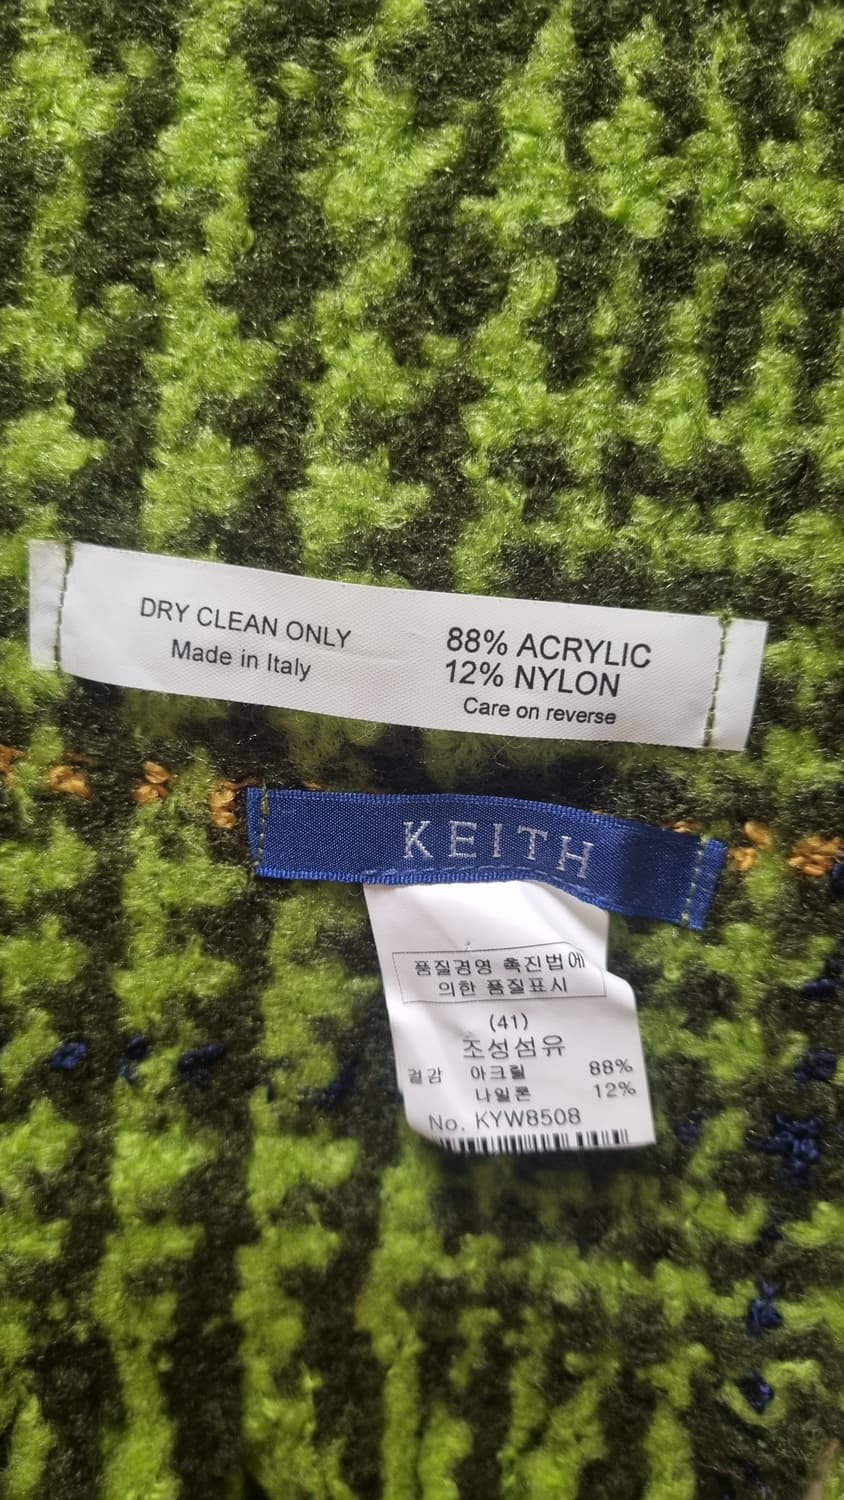 DRY CLEAN ONLY
Made in Italy
88% ACRYLIC
12% NYLON
Care on reverse
KEITH
품질경영 촉진법에
의한 품질표시
(41)
조성섬유
겉감 아크릴 88%
나일론 12%
No. KYW8508